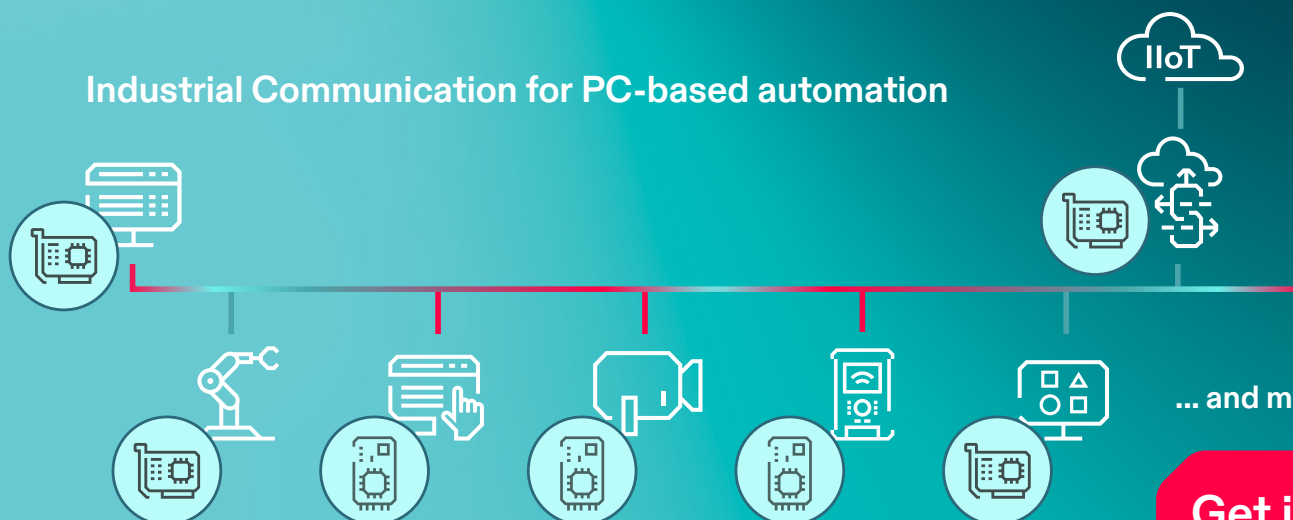 IIoT
Industrial Communication for PC-based automation
... and
Get